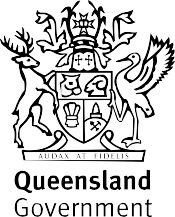 AUDAX AT FIDELIS
Queensland
Government